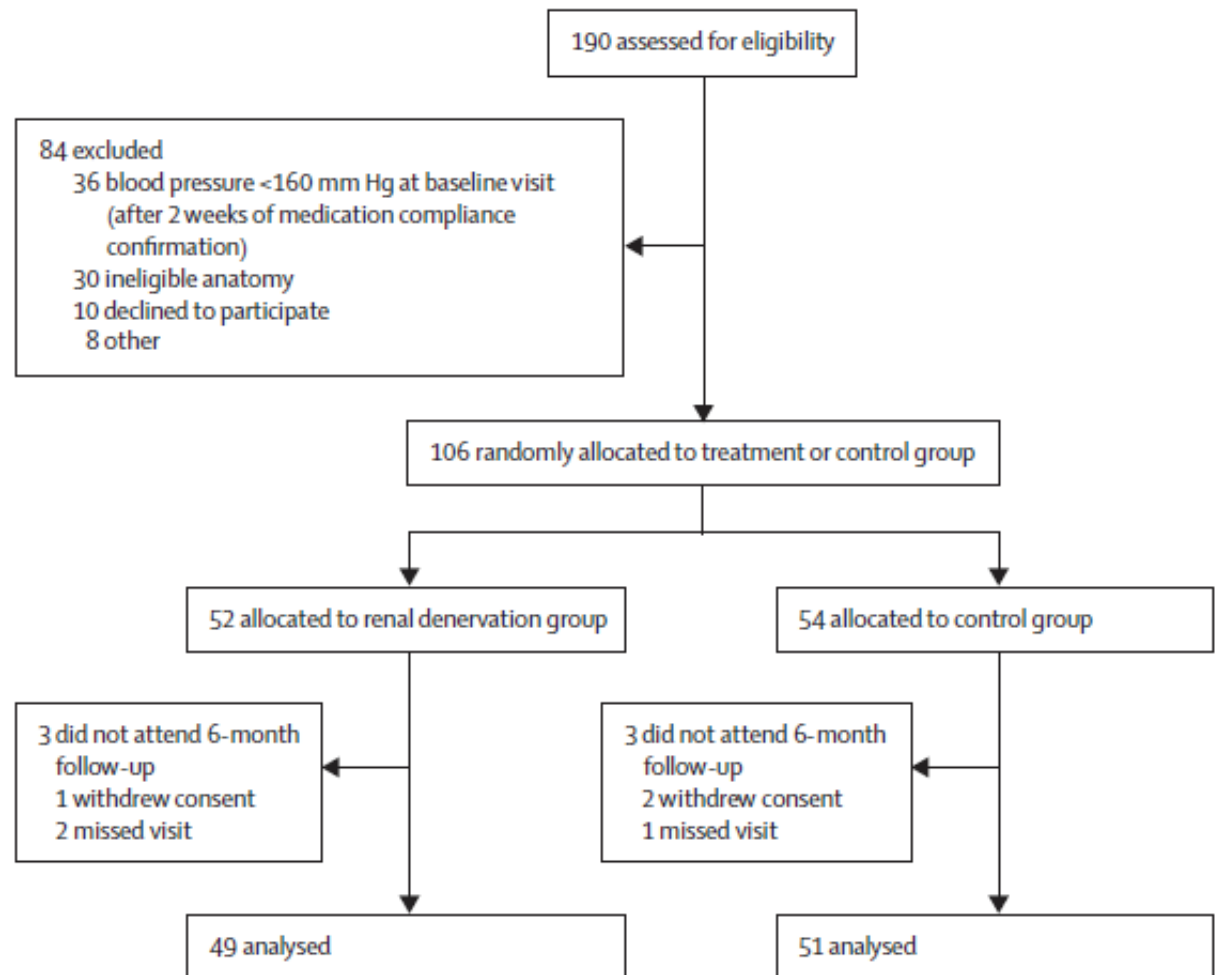 190 assessed for eligibility
84 excluded
36 blood pressure <160 mm Hg at baseline visit
(after 2 weeks of medication compliance
confirmation)
30 ineligible anatomy
10 declined to participate
8 other
106 randomly allocated to treatment or control group
52 allocated to renal denervation group
54 allocated to control group
3 did not attend 6-month
follow-up
1 withdrew consent
2 missed visit
3 did not attend 6-month
follow-up
2 withdrew consent
1 missed visit
49 analysed
51 analysed